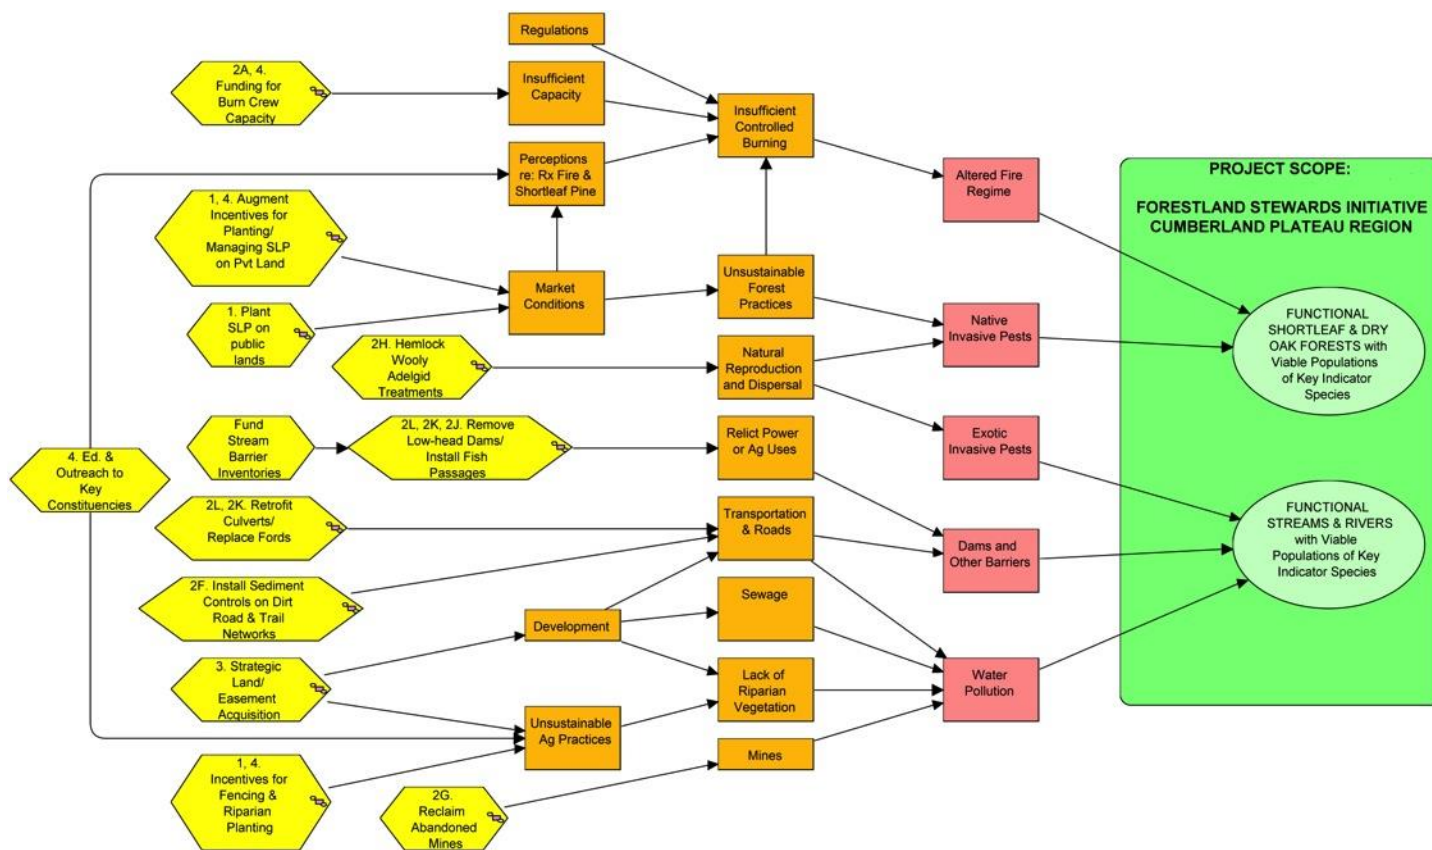 Regulations
2A, 4.
Funding for
Burn Crew
Capacity
Insufficient
Capacity
Insufficient
Controlled
Burning
Perceptions
re: Rx Fire &
Shortleaf Pine
Altered Fire
Regime
PROJECT SCOPE:
FORESTLAND STEWARDS INITIATIVE
CUMBERLAND PLATEAU REGION
1, 4. Augment
Incentives for
Planting/
Managing SLP
on Pvt Land
Market
Conditions
Unsustainable
Forest
Practices
1. Plant
SLP on
public
lands
Native
Invasive Pests
FUNCTIONAL
SHORTLEAF & DRY
OAK FORESTS with
Viable Populations
of Key Indicator
Species
2H. Hemlock
Wooly
Adelgid
Treatments
Natural
Reproduction
and Dispersal
Fund
Stream
Barrier
Inventories
2L, 2K, 2J. Remove
Low-head Dams/
Install Fish
Passages
Relict Power
or Ag Uses
Exotic
Invasive Pests
4. Ed. &
Outreach to
Key
Constituencies
2L, 2K. Retrofit
Culverts/
Replace Fords
Transportation
& Roads
Dams and
Other Barriers
FUNCTIONAL
STREAMS & RIVERS
with Viable
Populations of Key
Indicator Species
2F. Install Sediment
Controls on Dirt
Road & Trail
Networks
Development
Sewage
3. Strategic
Land/
Easement
Acquisition
Lack of
Riparian
Vegetation
Water
Pollution
Unsustainable
Ag Practices
Mines
1, 4.
Incentives for
Fencing &
Riparian
Planting
2G.
Reclaim
Abandoned
Mines